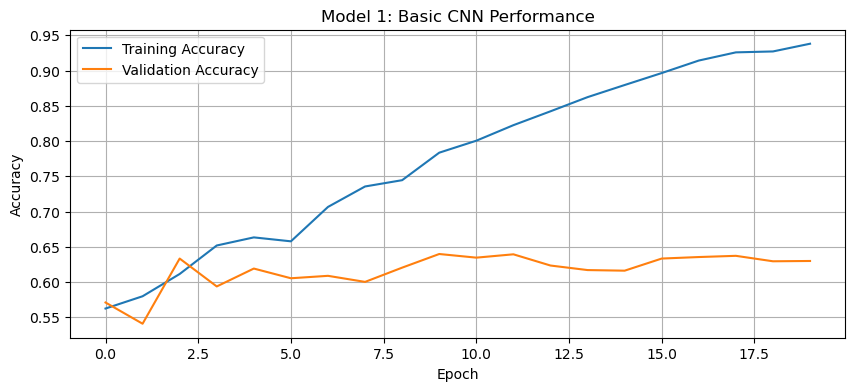 Model 1: Basic CNN Performance
Training Accuracy
Validation Accuracy
Accuracy
0.95
0.90
0.85
0.80
0.75
0.70
0.65
0.60
0.55
0.0 2.5 5.0 7.5 10.0 12.5 15.0 17.5
Epoch